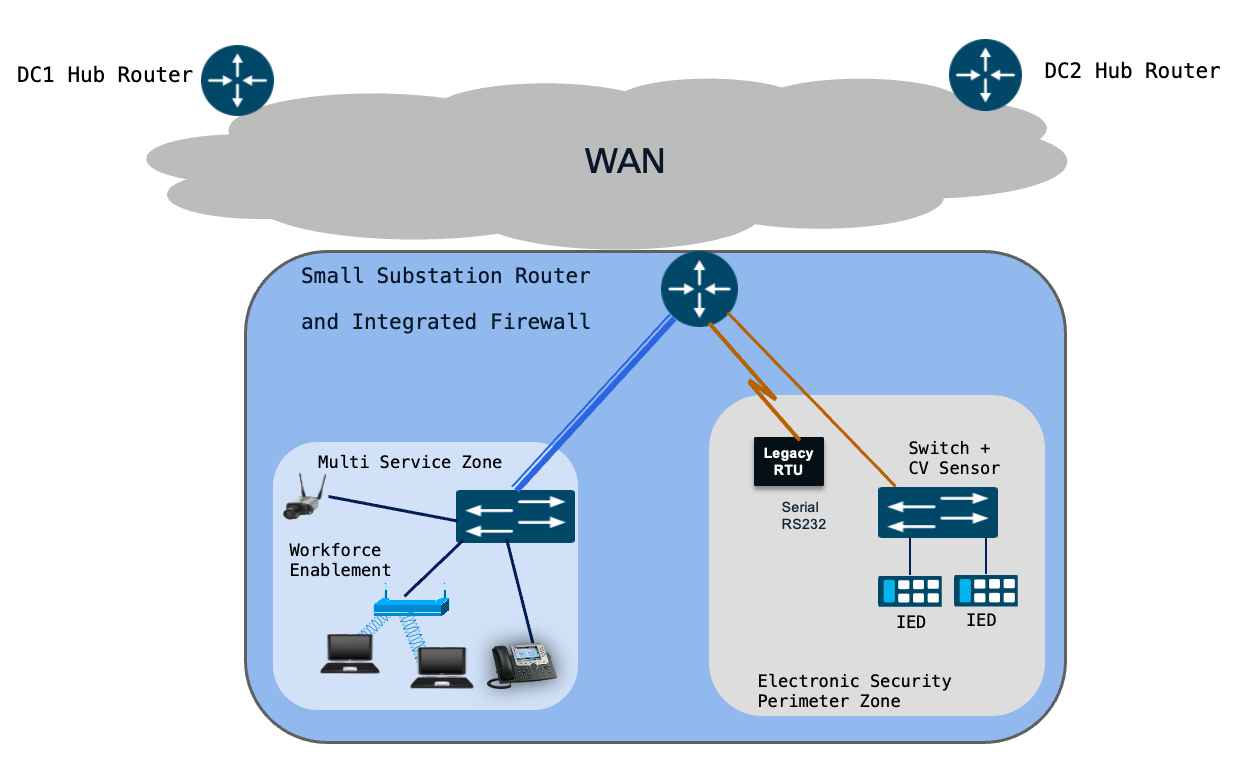 DC1 Hub Router
DC2 Hub Router
WAN
Small Substation Router
and Integrated Firewall
Multi Service Zone
Workforce
Enablement
Legacy
RTU
Serial
RS232
Switch +
CV Sensor
IED
IED
Electronic Security
Perimeter Zone